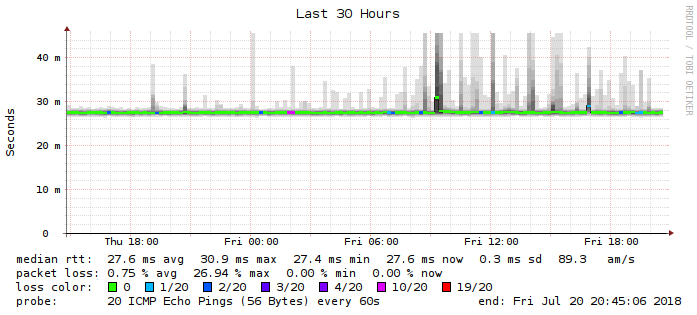 Last 30 Hours
RRDTOOL / TOBI OETIKER
Seconds
40 m
30 m
20 m
10 m
0
Thu 18:00 Fri 00:00 Fri 06:00 Fri 12:00 Fri 18:00
median rtt: 27.6 ms avg 30.9 ms max 27.4 ms min 27.6 ms now 0.3 ms sd 89.3 am/s
packet loss: 0.75 % avg 26.94 % max 0.00 % min 0.00 % now
loss color: 0 1/20 2/20 3/20 4/20 10/20 19/20
probe: 20 ICMP Echo Pings (56 Bytes) every 60s end: Fri Jul 20 20:45:06 2018